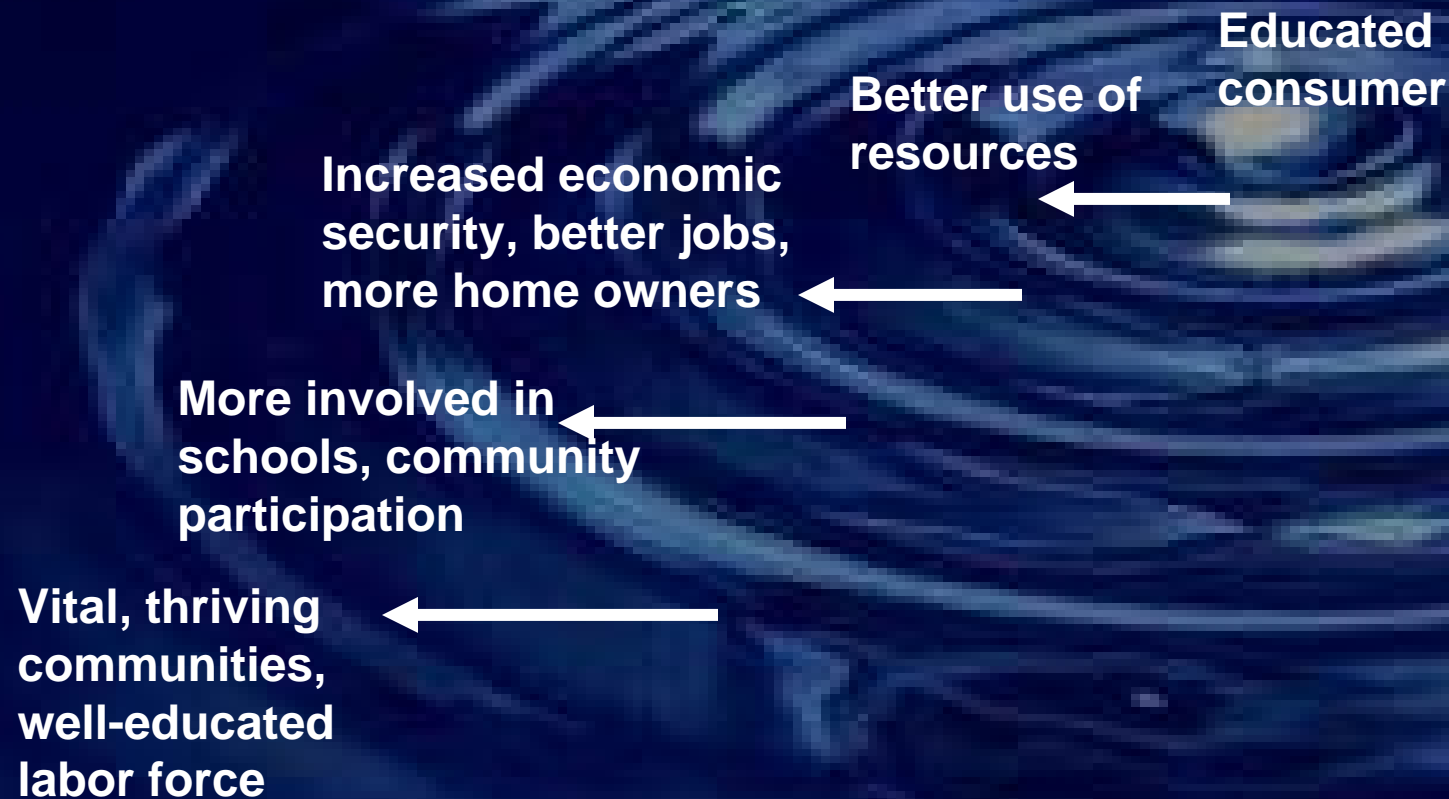 Educated
consumer
Better use of
resources
Increased economic
security, better jobs,
more home owners
More involved in
schools, community
participation
Vital, thriving
communities,
well-educated
labor force